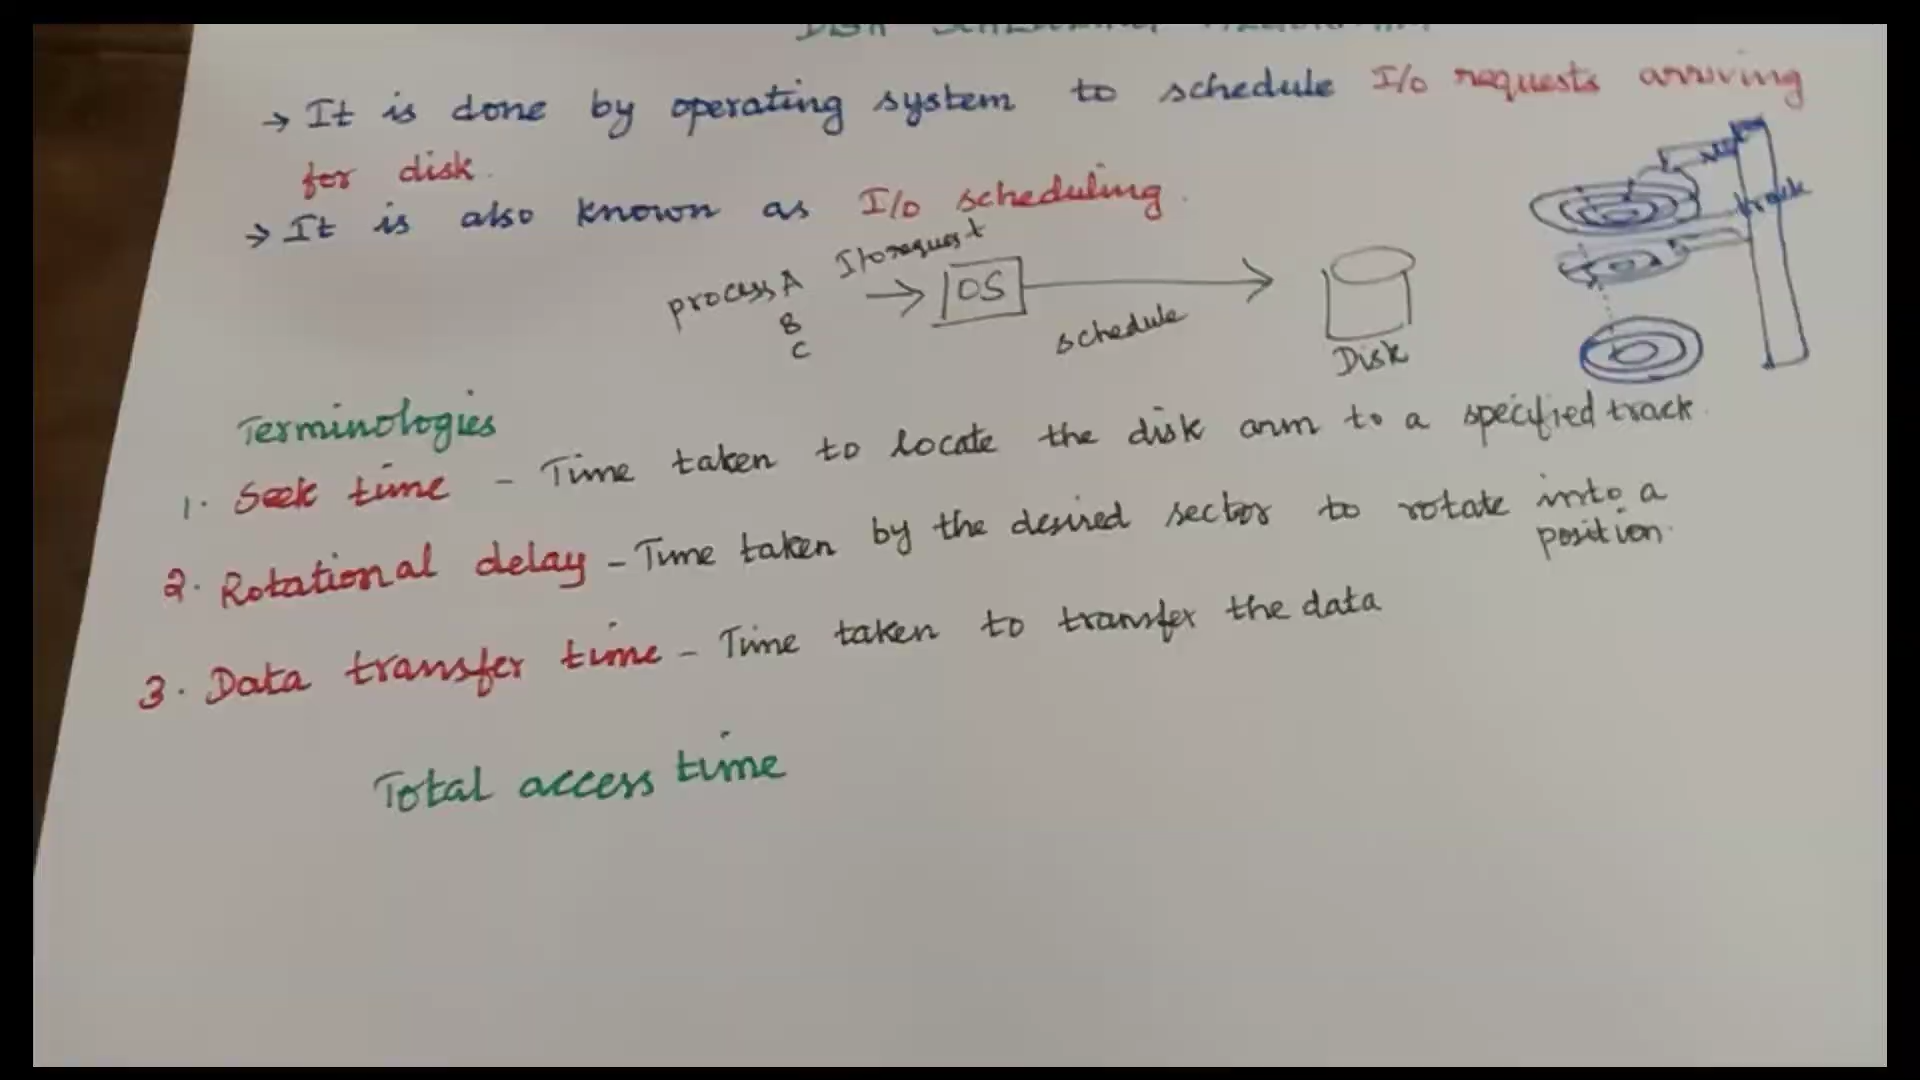 DISK SCHEDULING ALGORITHM
→ It is done by operating system to schedule I/o requests arriving
for disk.
→ It is also known as I/o scheduling.
I/o request
process A → OS → schedule Disk
B
C
track
Terminologies
1. Seek time - Time taken to locate the disk arm to a specified track.
2. Rotational delay - Time taken by the desired sector to rotate into a
position.
3. Data transfer time - Time taken to transfer the data
Total access time